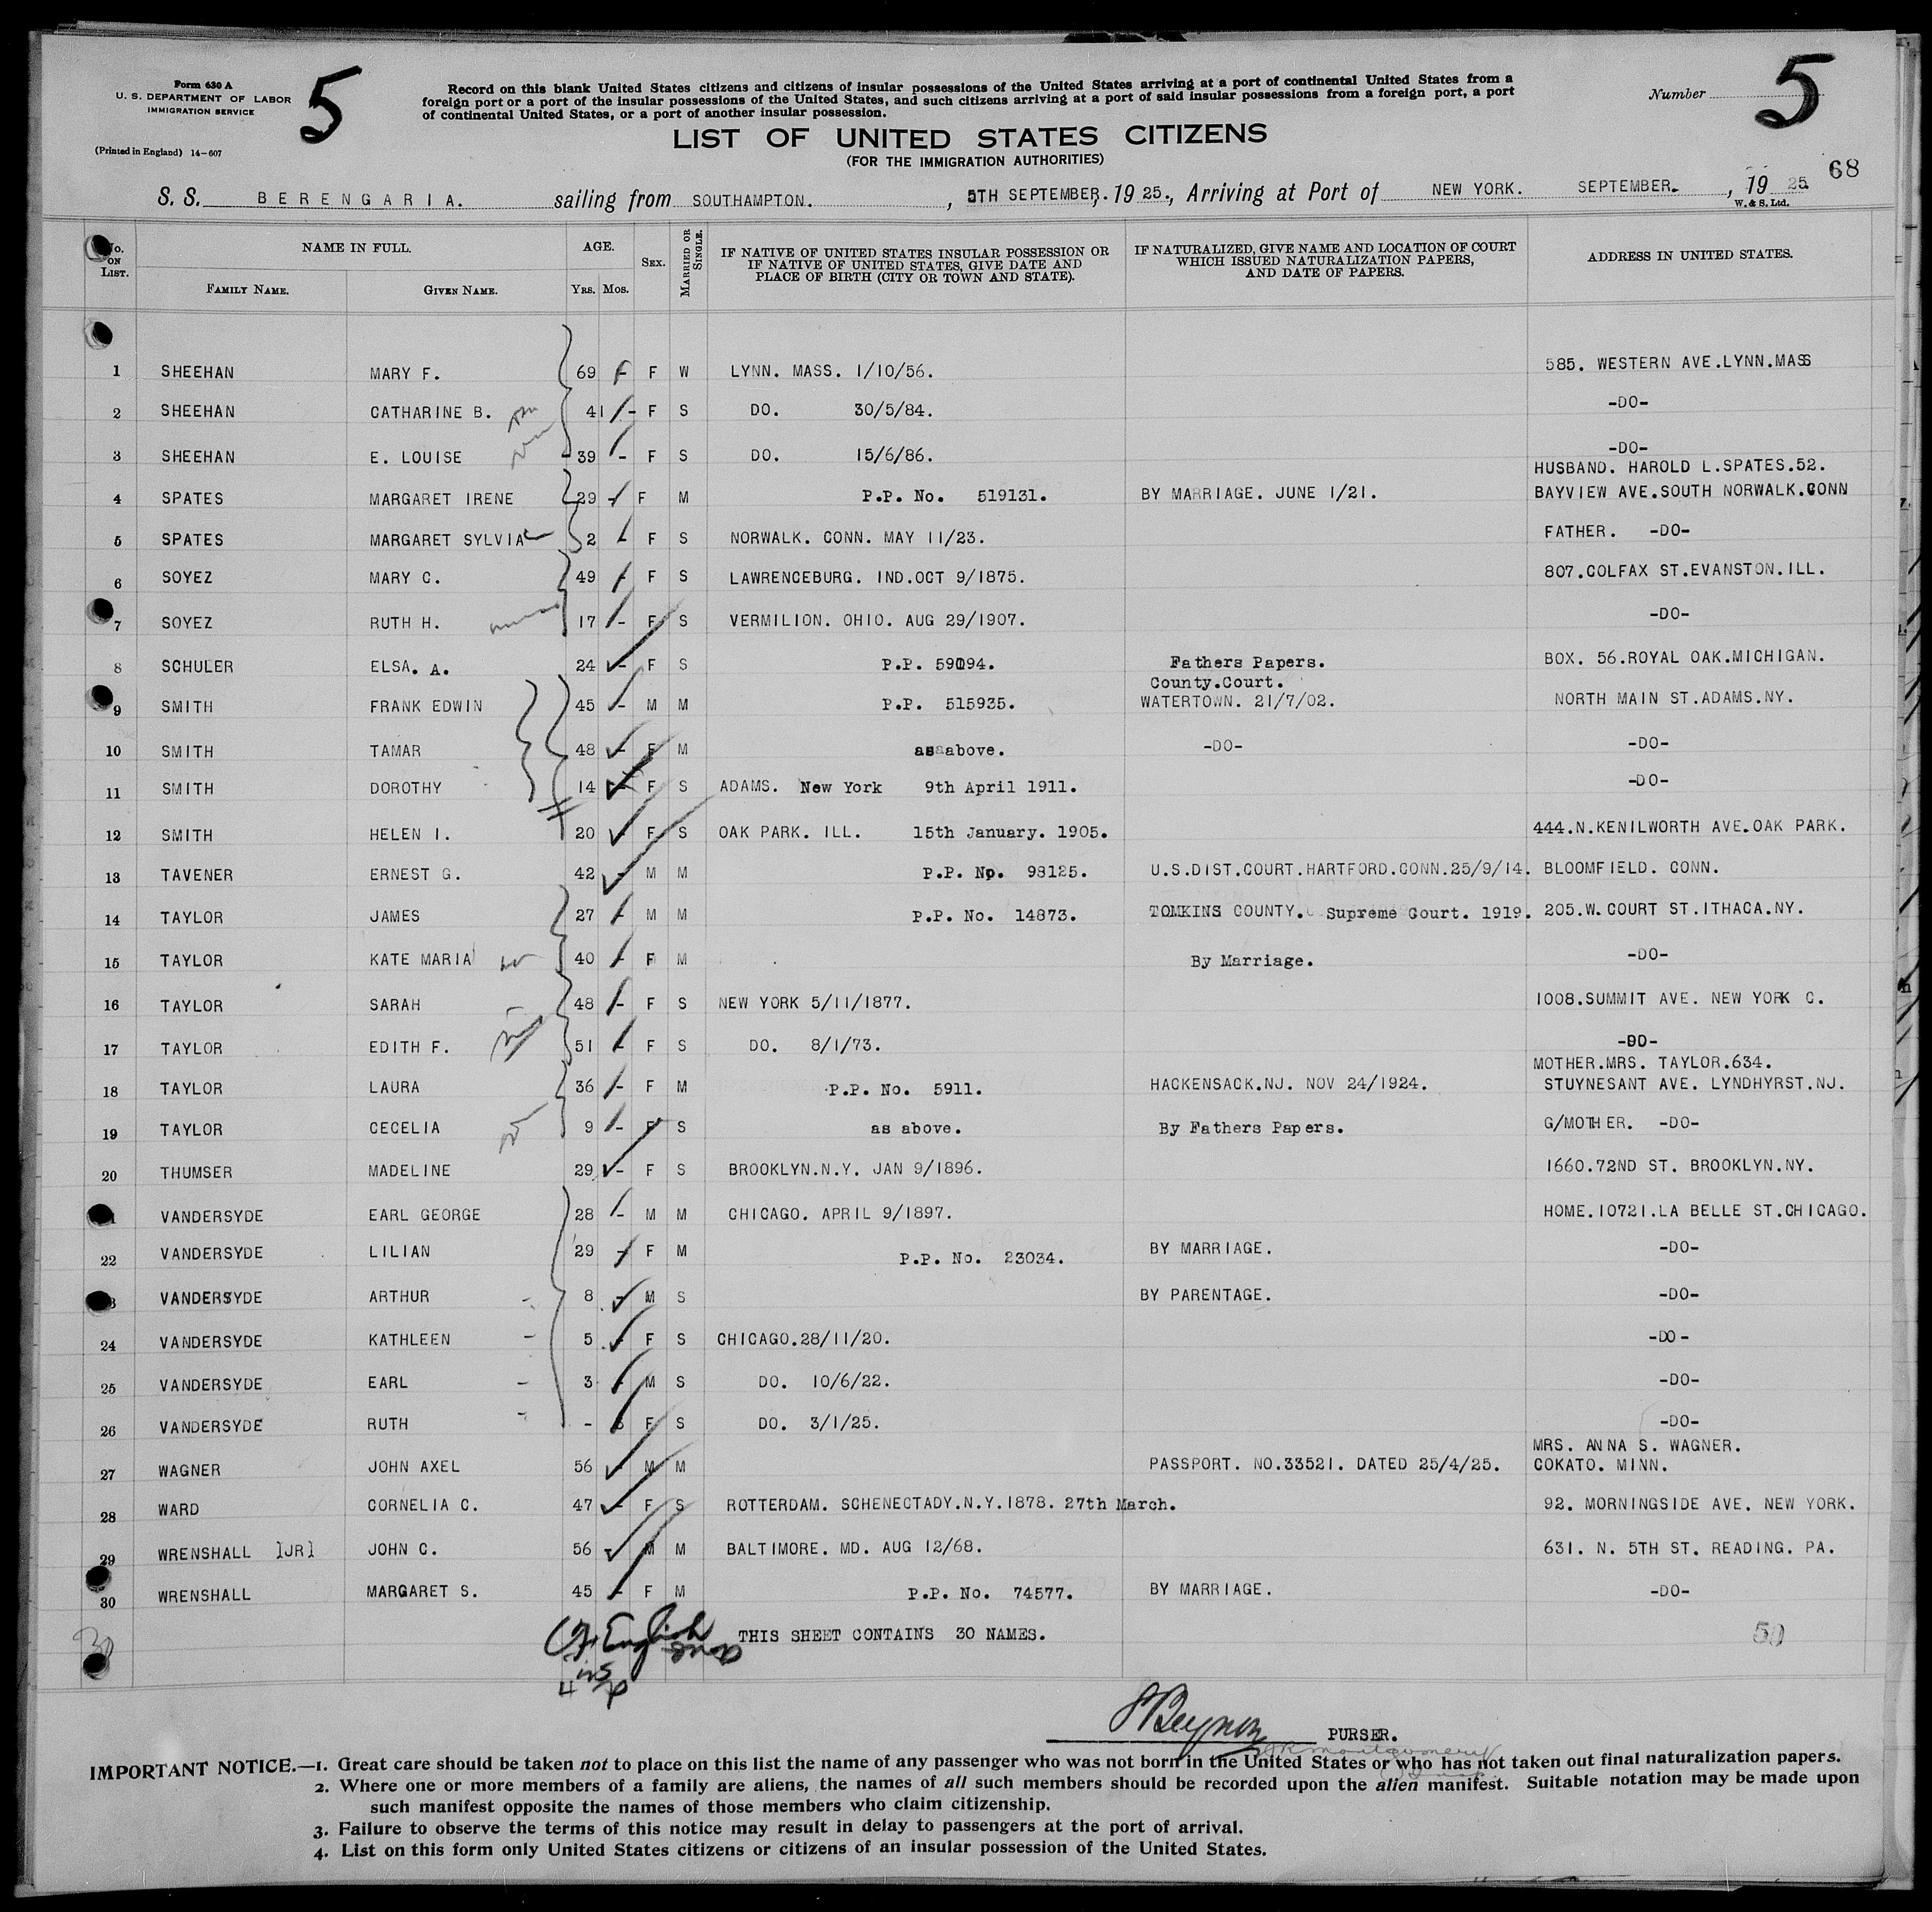 Form 630 A
U. S. DEPARTMENT OF LABOR
IMMIGRATION SERVICE
(Printed in England) 14-607
5
Record on this blank United States citizens and citizens of insular possessions of the United States arriving at a port of continental United States from a
foreign port or a port of the insular possessions of the United States, and such citizens arriving at a port of said insular possessions from a foreign port, a port
of continental United States, or a port of another insular possession.
LIST OF UNITED STATES CITIZENS
(FOR THE IMMIGRATION AUTHORITIES)
Number 5
68
S. S. BERENGARIA. sailing from SOUTHAMPTON. , 5TH SEPTEMBER, 1925., Arriving at Port of NEW YORK. SEPTEMBER. , 1925.
W. & S. Ltd.
No. ON LIST. NAME IN FULL. AGE. SEX. MARRIED OR SINGLE. IF NATIVE OF UNITED STATES INSULAR POSSESSION OR IF NATIVE OF UNITED STATES, GIVE DATE AND PLACE OF BIRTH (CITY OR TOWN AND STATE). IF NATURALIZED, GIVE NAME AND LOCATION OF COURT WHICH ISSUED NATURALIZATION PAPERS, AND DATE OF PAPERS. ADDRESS IN UNITED STATES.
FAMILY NAME. GIVEN NAME. YRS. MOS.
1 SHEEHAN MARY F. 69 - F W LYNN. MASS. 1/10/56. 585. WESTERN AVE.LYNN.MASS
2 SHEEHAN CATHARINE B. 41 - F S DO. 30/5/84. -DO-
3 SHEEHAN E. LOUISE 39 - F S DO. 15/6/86. -DO-
HUSBAND. HAROLD L.SPATES.52.
4 SPATES MARGARET IRENE 29 - F M P.P. No. 519131. BY MARRIAGE. JUNE 1/21. BAYVIEW AVE.SOUTH NORWALK.CONN
5 SPATES MARGARET SYLVIA 2 - F S NORWALK. CONN. MAY 11/23. FATHER. -DO-
6 SOYEZ MARY C. 49 - F S LAWRENCEBURG. IND.OCT 9/1875. 807.COLFAX ST.EVANSTON.ILL.
7 SOYEZ RUTH H. 17 - F S VERMILION. OHIO. AUG 29/1907. -DO-
8 SCHULER ELSA. A. 24 - F S P.P. 59094. Fathers Papers. BOX. 56.ROYAL OAK.MICHIGAN.
County.Court.
9 SMITH FRANK EDWIN 45 - M M P.P. 515935. WATERTOWN. 21/7/02. NORTH MAIN ST.ADAMS.NY.
10 SMITH TAMAR 48 - F M as above. -DO- -DO-
11 SMITH DOROTHY 14 - F S ADAMS. New York 9th April 1911. -DO-
12 SMITH HELEN I. 20 - F S OAK PARK. ILL. 15th January. 1905. 444.N.KENILWORTH AVE.OAK PARK.
13 TAVENER ERNEST G. 42 - M M P.P. No. 98125. U.S.DIST.COURT.HARTFORD.CONN.25/9/14. BLOOMFIELD. CONN.
14 TAYLOR JAMES 27 - M M P.P. No. 14873. TOMKINS COUNTY. Supreme Court. 1919. 205.W.COURT ST.ITHACA.NY.
15 TAYLOR KATE MARIA 40 - F M By Marriage. -DO-
16 TAYLOR SARAH 48 - F S NEW YORK 5/11/1877. 1008.SUMMIT AVE. NEW YORK C.
17 TAYLOR EDITH F. 51 - F S DO. 8/1/73. -DO-
MOTHER.MRS. TAYLOR.634.
18 TAYLOR LAURA 36 - F M P.P. No. 5911. HACKENSACK.NJ. NOV 24/1924. STUYNESANT AVE. LYNDHYRST.NJ.
19 TAYLOR CECELIA 9 - F S as above. By Fathers Papers. G/MOTHER. -DO-
20 THUMSER MADELINE 29 - F S BROOKLYN.N.Y. JAN 9/1896. 1660.72ND ST. BROOKLYN.NY.
VANDERSYDE EARL GEORGE 28 - M M CHICAGO. APRIL 9/1897. HOME.10721.LA BELLE ST.CHICAGO.
22 VANDERSYDE LILIAN 29 - F M P.P. No. 23034. BY MARRIAGE. -DO-
VANDERSYDE ARTHUR 8 - M S BY PARENTAGE. -DO-
24 VANDERSYDE KATHLEEN 5 - F S CHICAGO.28/11/20. -DO-
25 VANDERSYDE EARL 3 - M S DO. 10/6/22. -DO-
26 VANDERSYDE RUTH - F S DO. 3/1/25. -DO-
MRS. ANNA S. WAGNER.
27 WAGNER JOHN AXEL 56 - M M PASSPORT. NO.33521. DATED 25/4/25. COKATO. MINN.
28 WARD CORNELIA C. 47 - F S ROTTERDAM. SCHENECTADY.N.Y.1878. 27th March. 92. MORNINGSIDE AVE. NEW YORK.
29 WRENSHALL ]JR] JOHN C. 56 - M M BALTIMORE. MD. AUG 12/68. 631. N. 5TH ST. READING. PA.
30 WRENSHALL MARGARET S. 45 - F M P.P. No. 74577. BY MARRIAGE. -DO-
30 English THIS SHEET CONTAINS 30 NAMES. 50
PURSER.
IMPORTANT NOTICE.—1. Great care should be taken not to place on this list the name of any passenger who was not born in the United States or who has not taken out final naturalization papers.
2. Where one or more members of a family are aliens, the names of all such members should be recorded upon the alien manifest. Suitable notation may be made upon
such manifest opposite the names of those members who claim citizenship.
3. Failure to observe the terms of this notice may result in delay to passengers at the port of arrival.
4. List on this form only United States citizens or citizens of an insular possession of the United States.